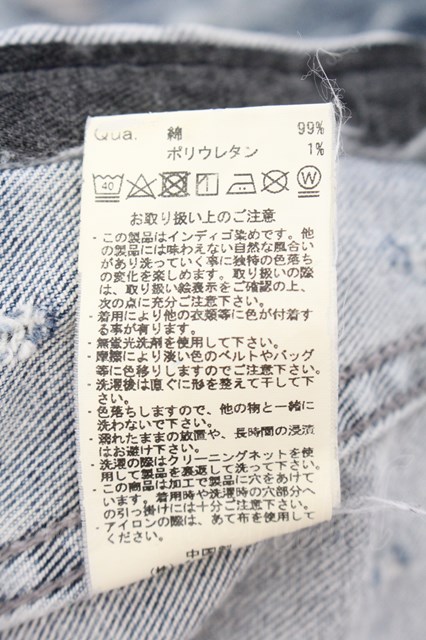 Qua. 綿 99%
ポリウレタン 1%
40 W
お取り扱い上のご注意
・この製品はインディゴ染めです。他
の製品には味わえない自然な風合い
があり洗っていく事に独特の色落ち
の変化を楽しめます。取り扱いの際
は、取り扱い絵表示をご確認の上、
次の点に充分ご注意下さい。
・着用により他の衣類等に色が付着す
る事が有ります。
・無蛍光洗剤を使用して下さい。
・摩擦により淡い色のベルトやバッグ
等に色移りしますのでご注意下さい。
・洗濯後は直ぐに形を整えて干して下
さい。
・色落ちしますので、他の物と一緒に
洗わないで下さい。
・濡れたままの放置や、長時間の浸漬
はお避け下さい。
・洗濯の際はクリーニングネットを使
用して製品を裏返して洗って下さい。
・この商品は加工で製品に穴をあけて
います。着用時や洗濯時の穴部分へ
の引っ掛けには十分ご注意下さい。
・アイロンの際は、あて布を使用して
ください。
中国製